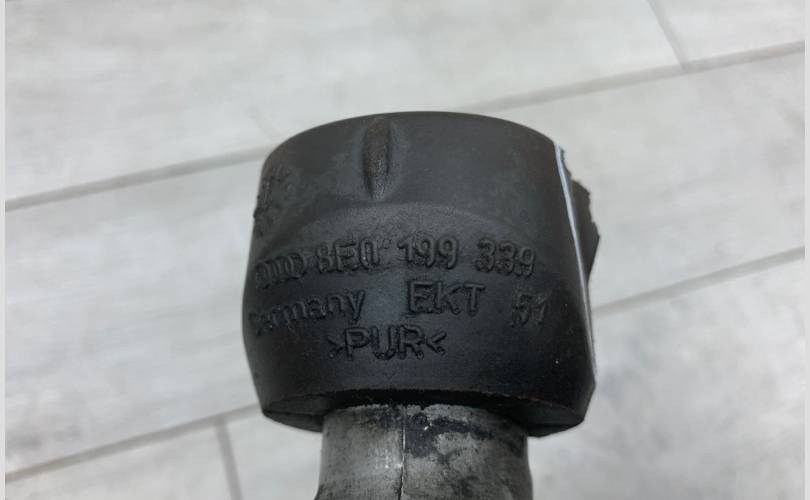 8E0 199 339
Germany EKT 51
>PUR<